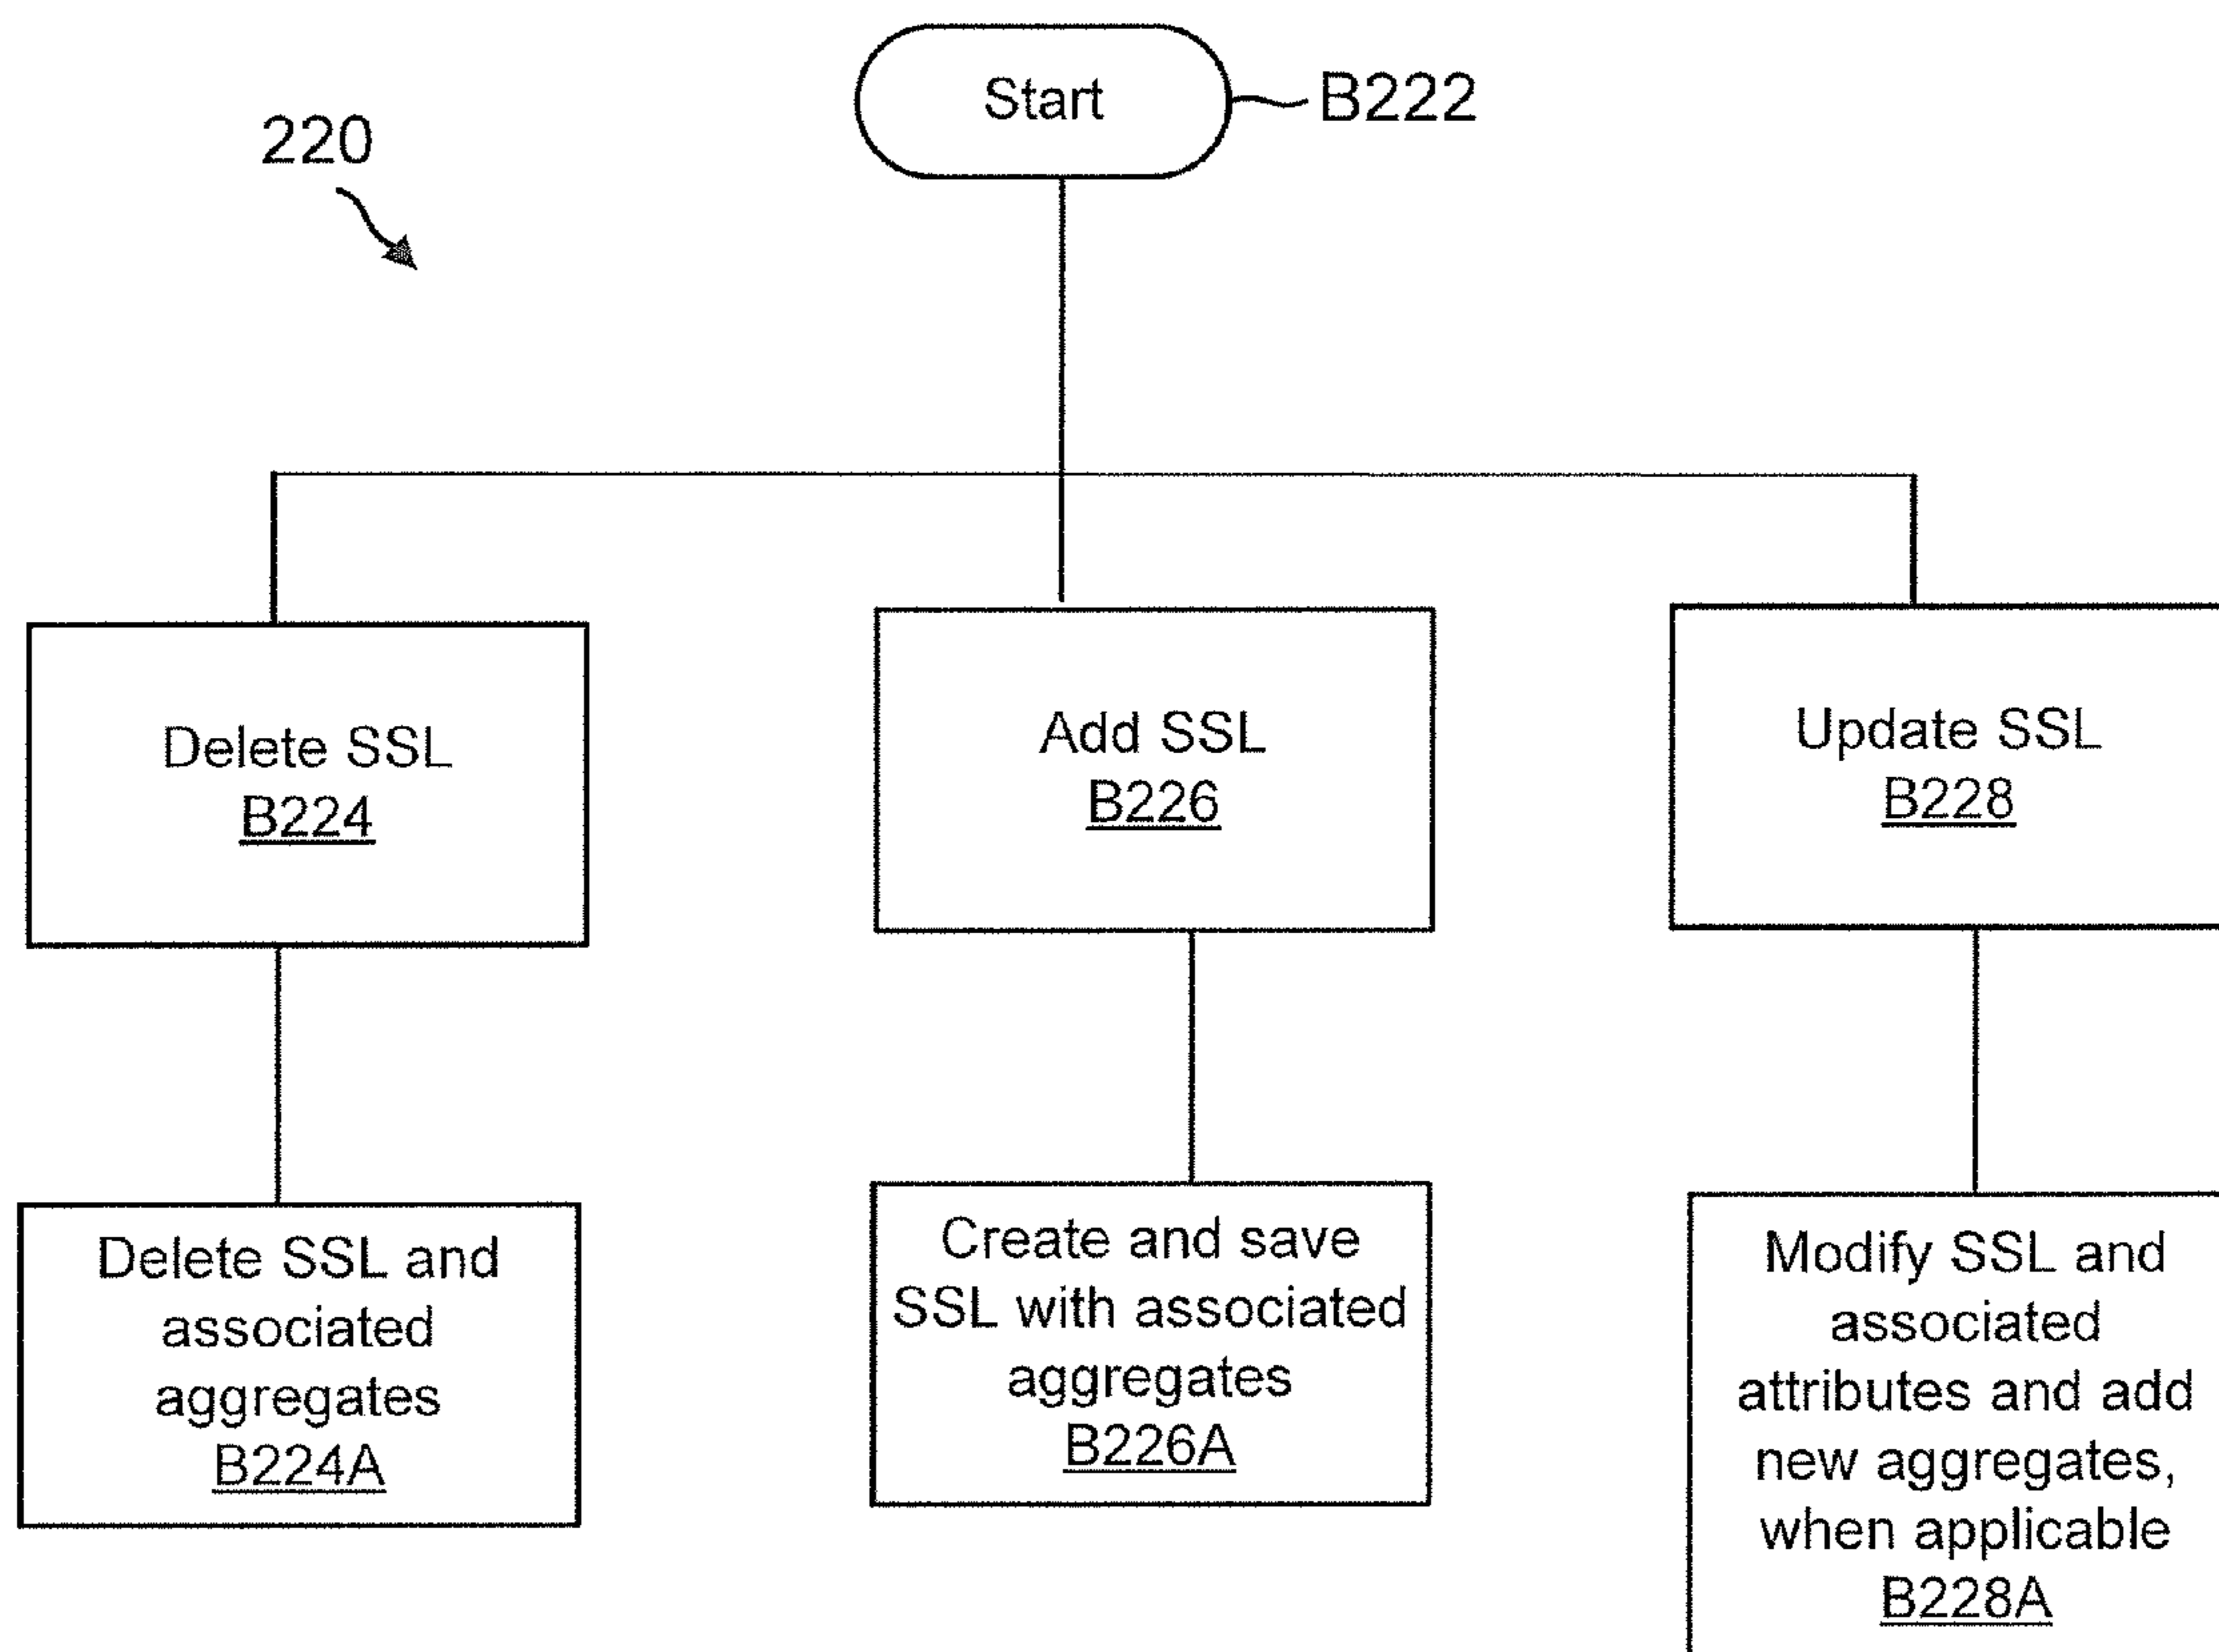 Start
B222
220
Delete SSL
B224
Add SSL
B226
Update SSL
B228
Delete SSL and
associated
aggregates
B224A
Create and save
SSL with associated
aggregates
B226A
Modify SSL and
associated
attributes and add
new aggregates,
when applicable
B228A